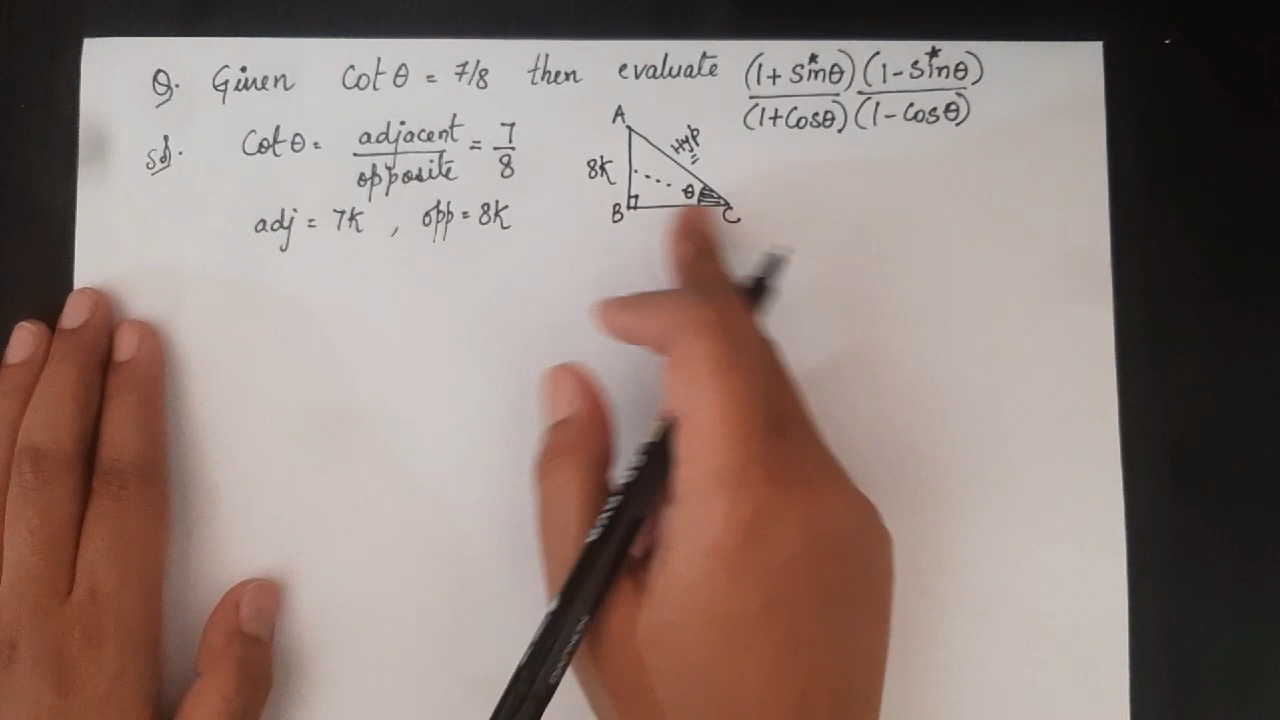 Q. Given Cot θ = 7/8 then evaluate (1+Sinθ)(1-Sinθ) / (1+Cosθ)(1-Cosθ)
Sol. Cotθ = adjacent/opposite = 7/8
adj = 7K , opp = 8K
A
Hyp
8K
θ
B
C